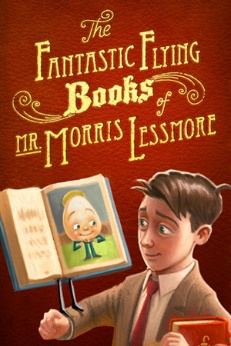 The
Fantastic Flying
Books of
Mr. Morris Lessmore